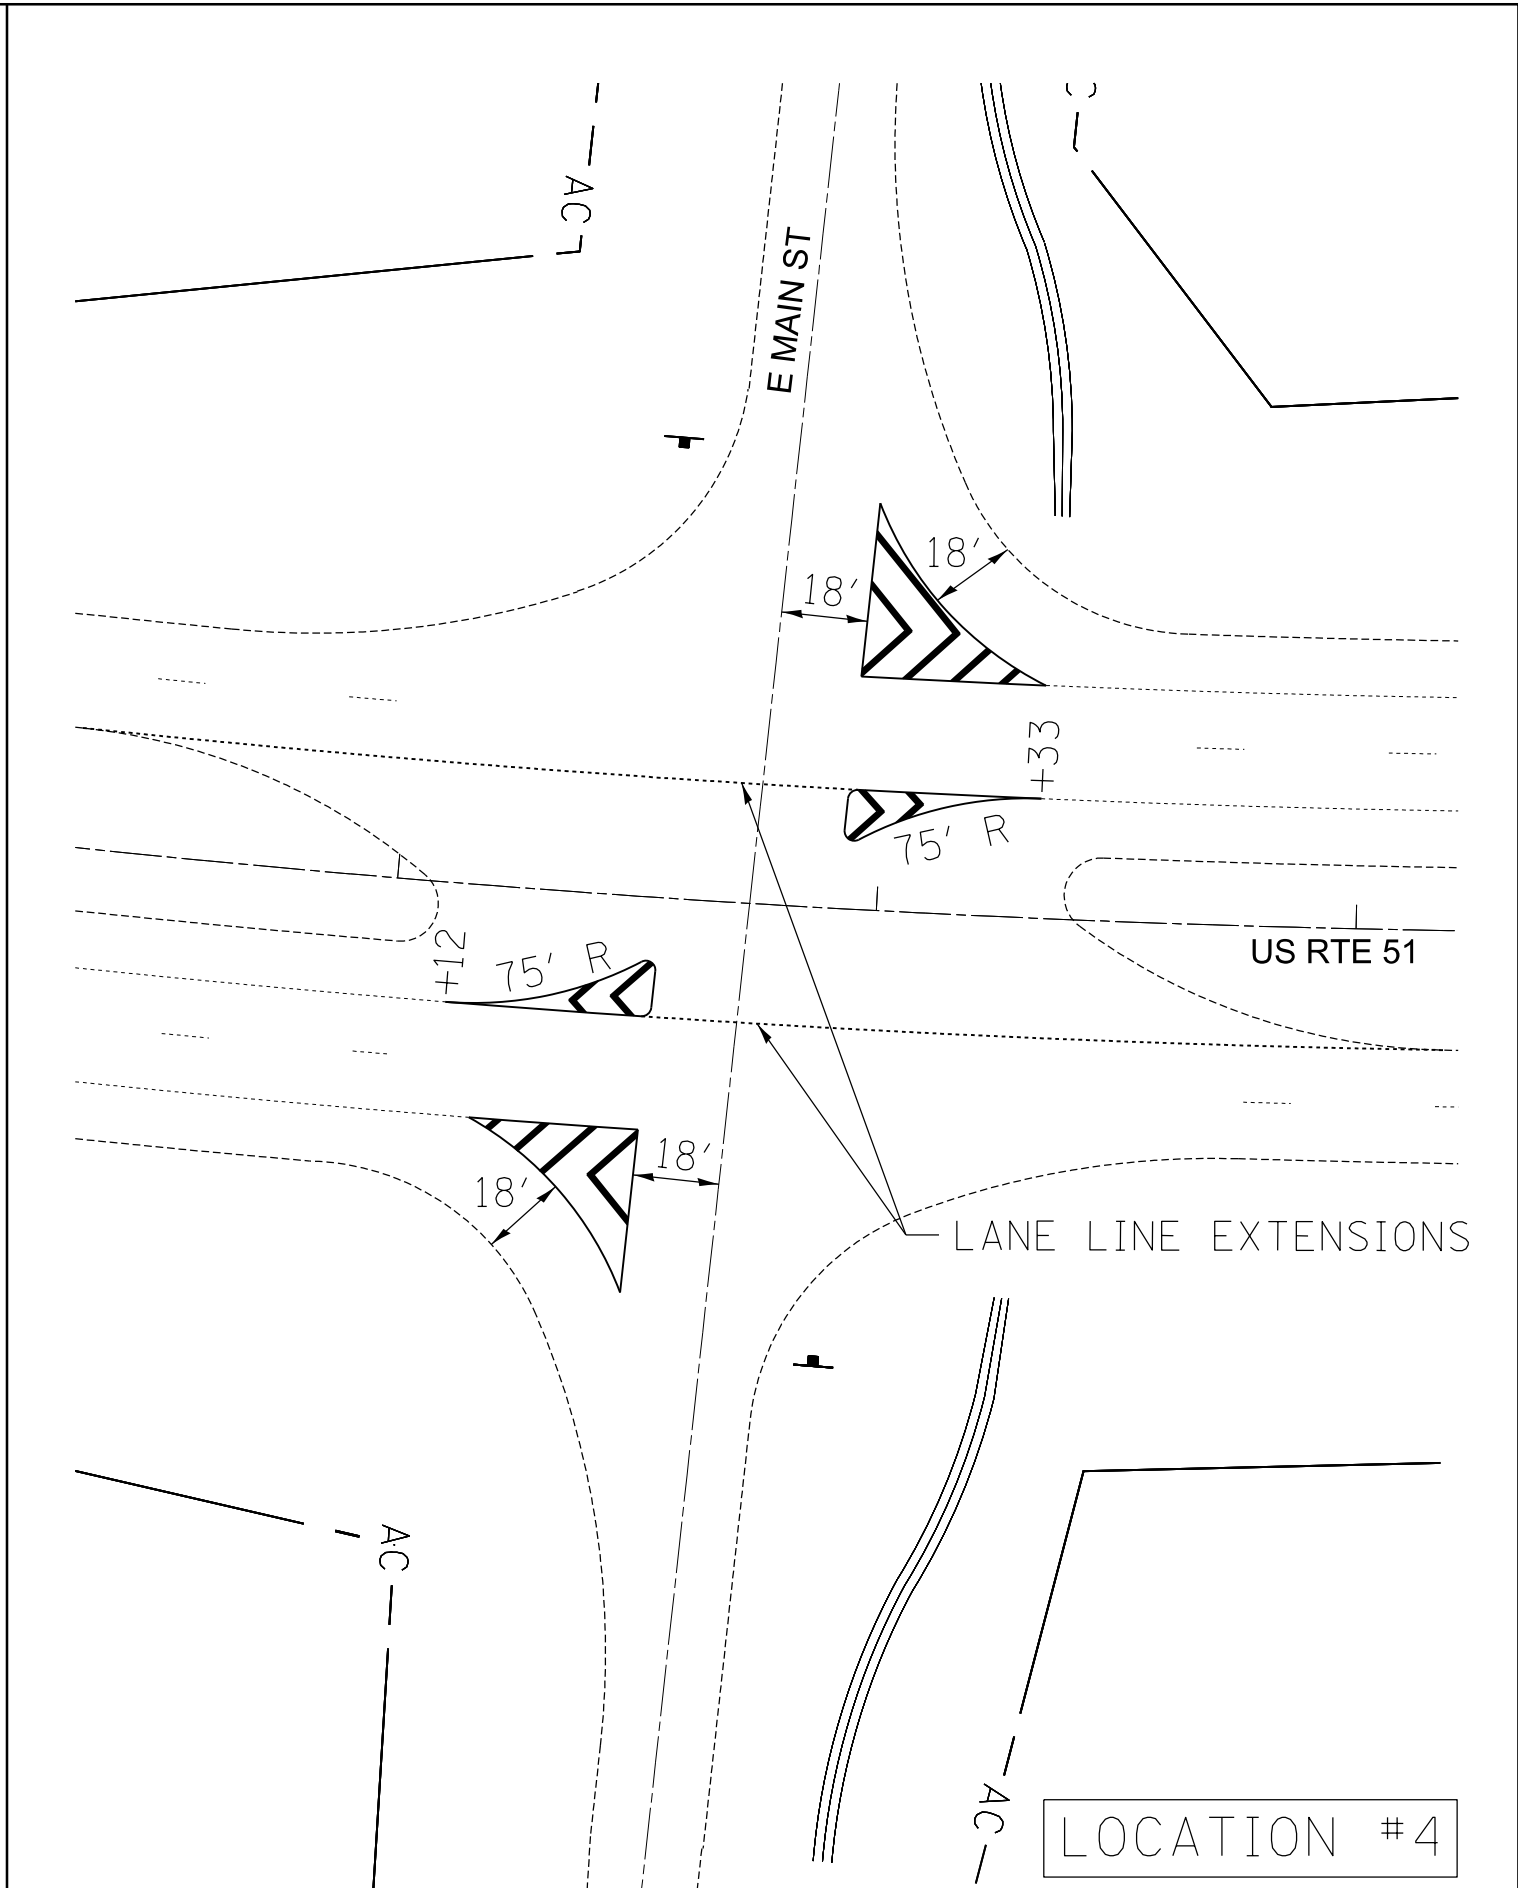 C
AC
E MAIN ST
18'
18'
+33
75' R
US RTE 51
+12
75' R
18'
18'
LANE LINE EXTENSIONS
AC
AC
LOCATION #4